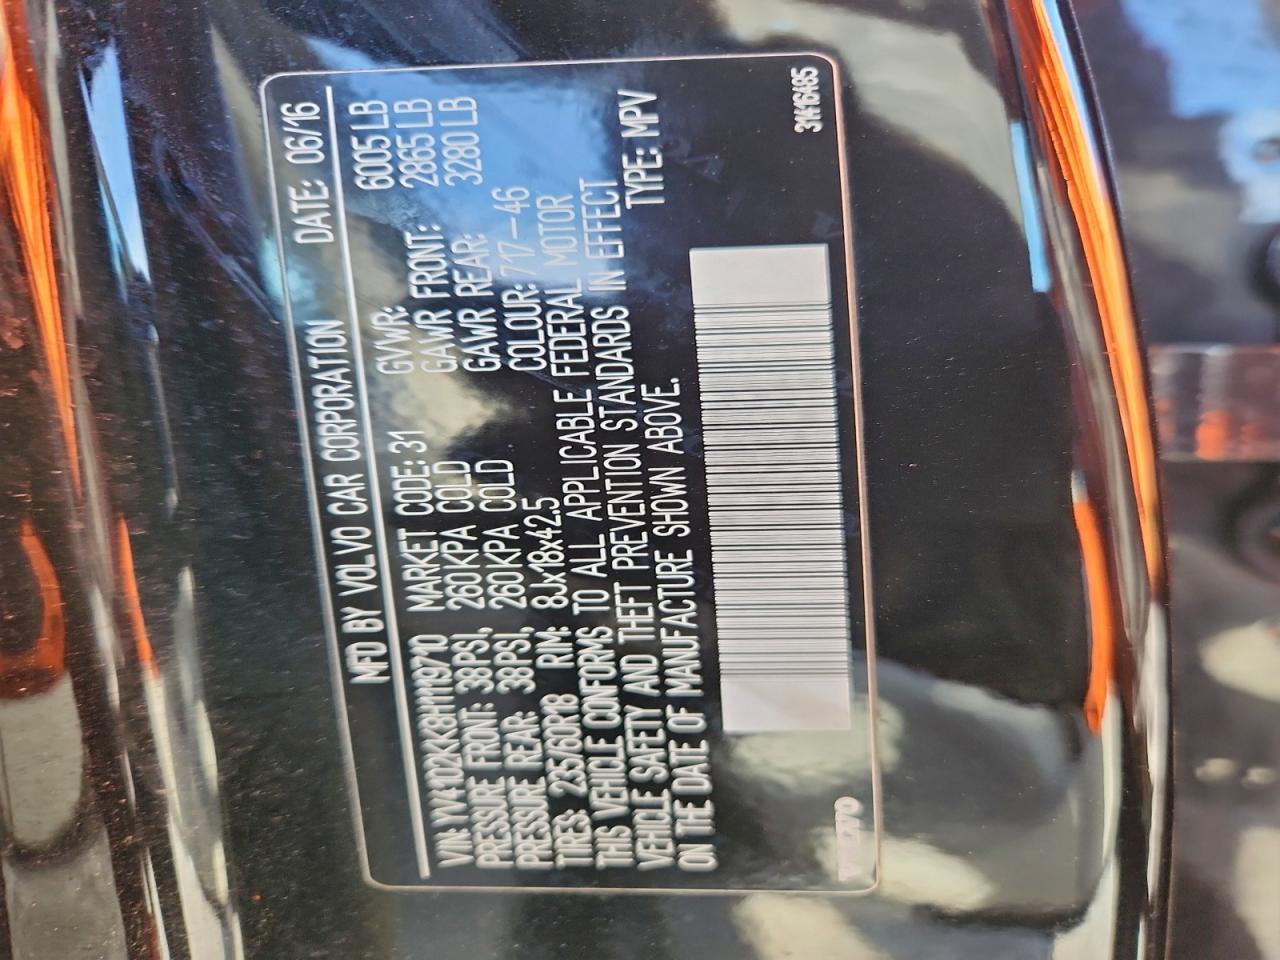 MFD BY VOLVO CAR CORPORATION DATE: 06/16
VIN: YV4102KK8H1119710 MARKET CODE: 31 GVWR: 6005 LB
PRESSURE FRONT: 38PSI, 260KPA COLD GAWR FRONT: 2865 LB
PRESSURE REAR: 38PSI, 260KPA COLD GAWR REAR: 3280 LB
TIRES: 235/60R18 RIM: 8Jx18x42.5 COLOUR: 717-46
THIS VEHICLE CONFORMS TO ALL APPLICABLE FEDERAL MOTOR
VEHICLE SAFETY AND THEFT PREVENTION STANDARDS IN EFFECT
ON THE DATE OF MANUFACTURE SHOWN ABOVE. TYPE: MPV
31416485